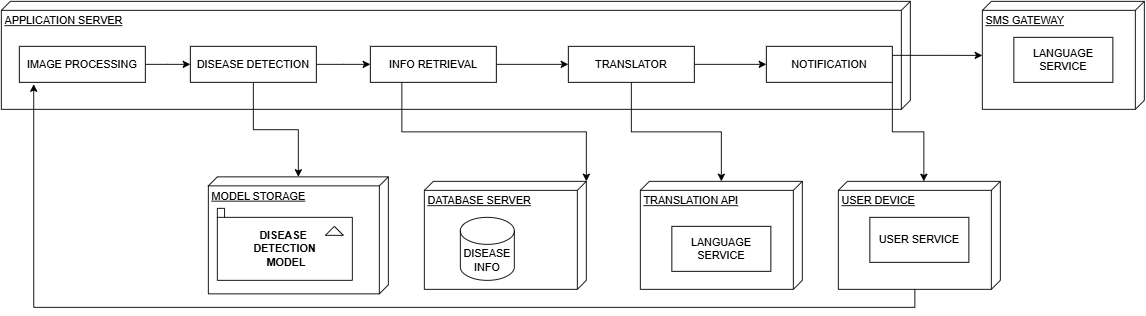 APPLICATION SERVER
SMS GATEWAY
IMAGE PROCESSING
DISEASE DETECTION
INFO RETRIEVAL
TRANSLATOR
NOTIFICATION
LANGUAGE
SERVICE
MODEL STORAGE
DISEASE
DETECTION
MODEL
DATABASE SERVER
DISEASE
INFO
TRANSLATION API
LANGUAGE
SERVICE
USER DEVICE
USER SERVICE